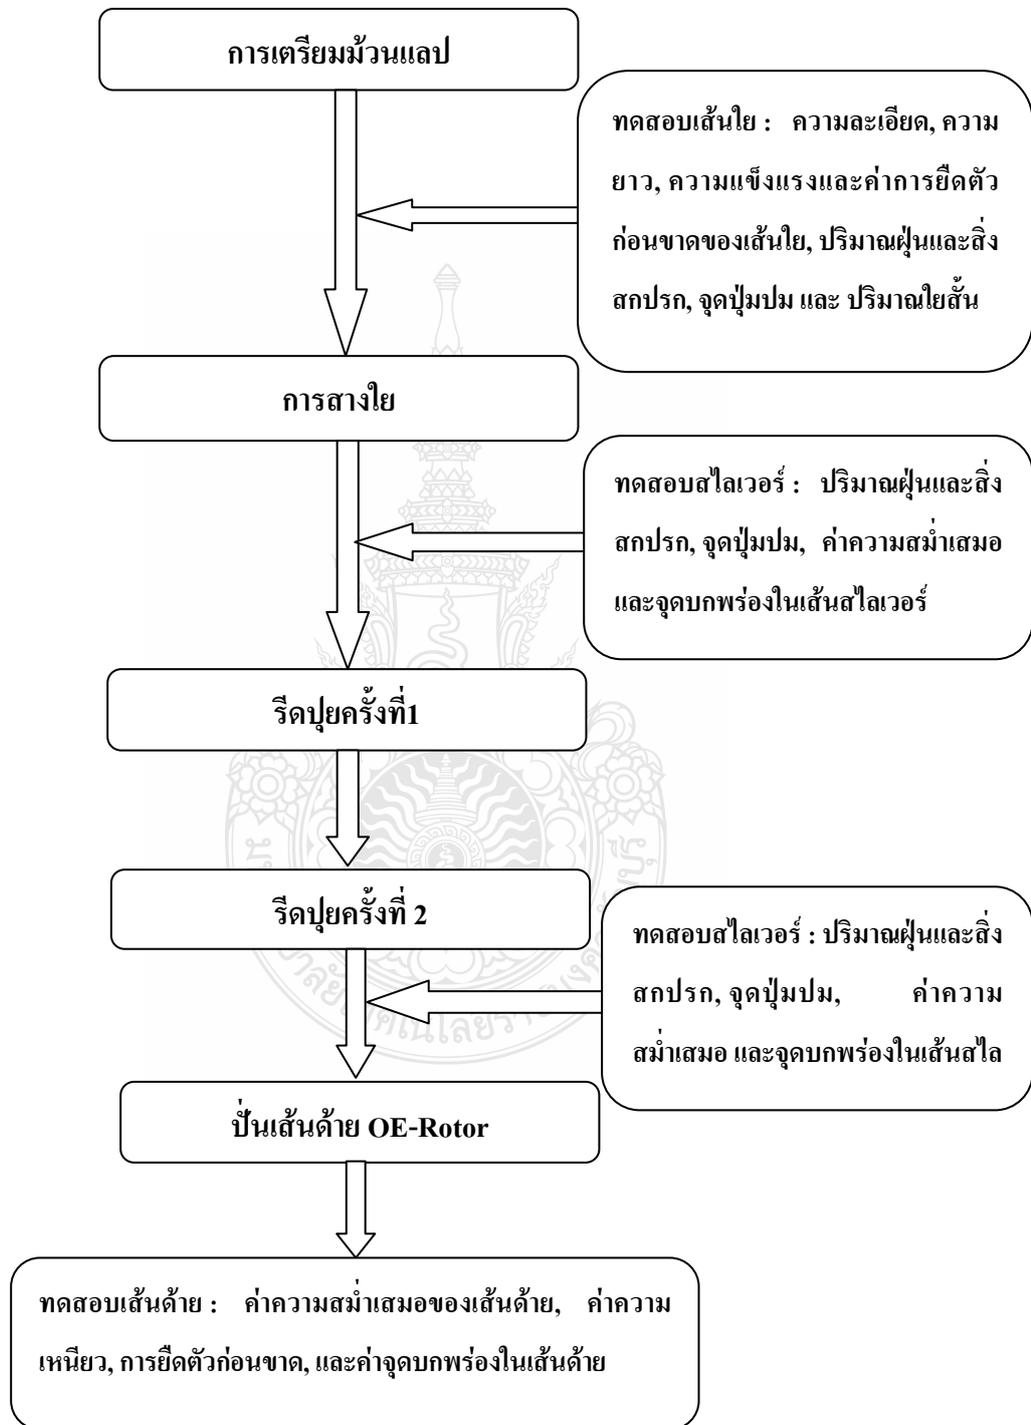 การเตรียมม้วนแลป
ทดสอบเส้นใย : ความละเอียด, ความ
ยาว, ความแข็งแรงและค่าการยืดตัว
ก่อนขาดของเส้นใย, ปริมาณฝุ่นและสิ่ง
สกปรก, จุดปุ่มปม และ ปริมาณใยสั้น
การสางใย
ทดสอบสไลเวอร์ : ปริมาณฝุ่นและสิ่ง
สกปรก, จุดปุ่มปม, ค่าความสม่ำเสมอ
และจุดบกพร่องในเส้นสไลเวอร์
รีดปุยครั้งที่1
รีดปุยครั้งที่ 2
ทดสอบสไลเวอร์ : ปริมาณฝุ่นและสิ่ง
สกปรก, จุดปุ่มปม, ค่าความ
สม่ำเสมอ และจุดบกพร่องในเส้นสไล
ปั่นเส้นด้าย OE-Rotor
ทดสอบเส้นด้าย : ค่าความสม่ำเสมอของเส้นด้าย, ค่าความ
เหนียว, การยืดตัวก่อนขาด, และค่าจุดบกพร่องในเส้นด้าย